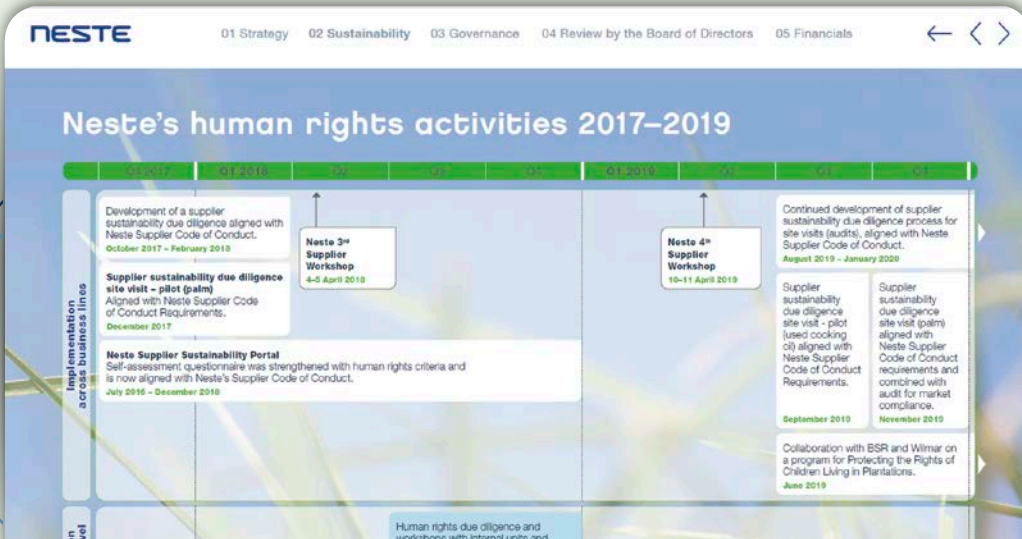 NESTE
01 Strategy 02 Sustainability 03 Governance 04 Review by the Board of Directors 05 Financials
Neste's human rights activities 2017–2019
Q1 2018 Q2 Q3 Q4 Q1 2019 Q2 Q3 Q4
Implementation
across business lines
Development of a supplier
sustainability due diligence aligned with
Neste Supplier Code of Conduct.
October 2017 – February 2018
Supplier sustainability due diligence
site visit – pilot (palm)
Aligned with Neste Supplier Code
of Conduct Requirements.
December 2017
Neste 3rd
Supplier
Workshop
4–5 April 2018
Neste Supplier Sustainability Portal
Self-assessment questionnaire was strengthened with human rights criteria and
is now aligned with Neste's Supplier Code of Conduct.
July 2016 – December 2018
Neste 4th
Supplier
Workshop
10–11 April 2019
Continued development of supplier
sustainability due diligence process for
site visits (audits), aligned with Neste
Supplier Code of Conduct.
August 2019 – January 2020
Supplier
sustainability
due diligence
site visit - pilot
(used cooking
oil) aligned with
Neste Supplier
Code of Conduct
Requirements.
September 2019
Supplier
sustainability
due diligence
site visit (palm)
aligned with
Neste Supplier
Code of Conduct
requirements and
combined with
audit for market
compliance.
November 2019
Collaboration with BSR and Wilmar on
a program for Protecting the Rights of
Children Living in Plantations.
June 2019
Human rights due diligence and
workshops with internal units and